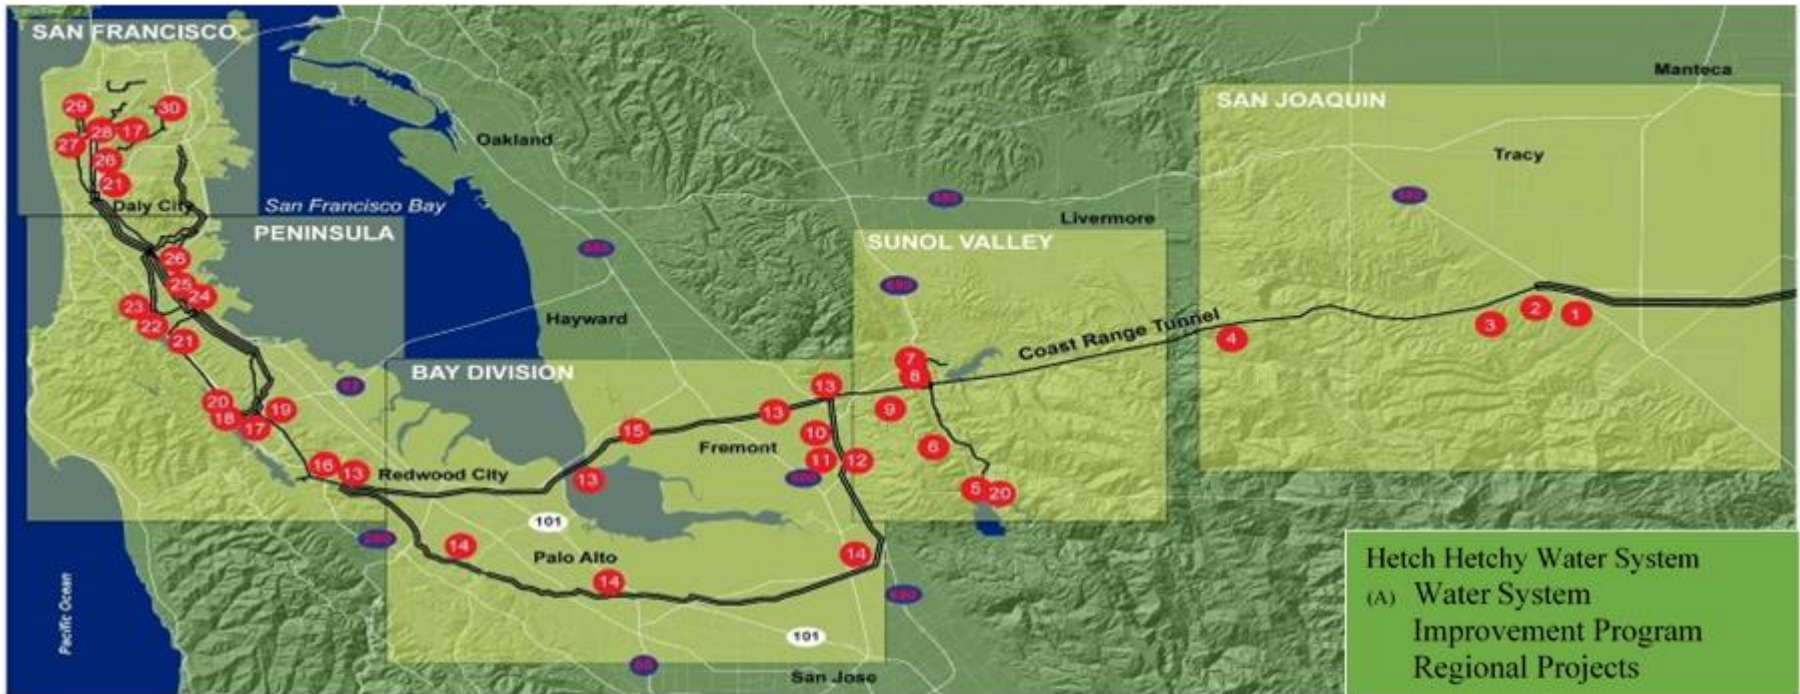 SAN FRANCISCO
Manteca
SAN JOAQUIN
29
30
28
17
Oakland
27
Tracy
26
21
Daly City
San Francisco Bay
Livermore
PENINSULA
SUNOL VALLEY
26
25
24
23
22
21
Hayward
Coast Range Tunnel
4
3
2
1
BAY DIVISION
7
8
9
13
13
20
18
17
19
15
10
Fremont
11
12
6
16
13
Redwood City
13
5
20
101
14
Palo Alto
14
14
101
San Jose
Pacific Ocean
Hetch Hetchy Water System
(A) Water System
Improvement Program
Regional Projects